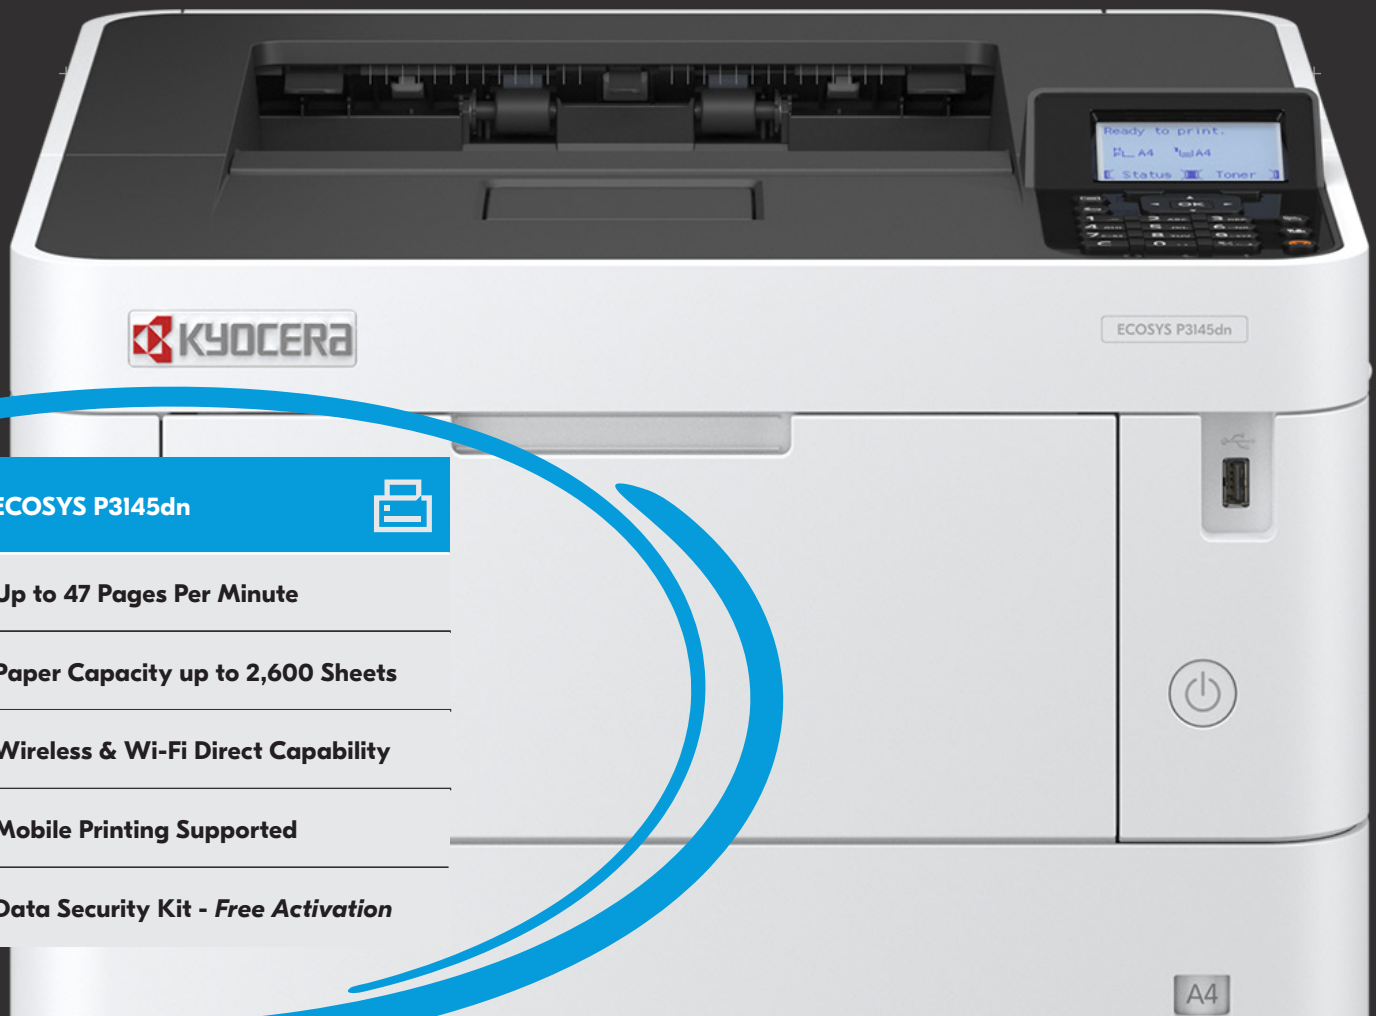 Ready to print.
A4 A4
[ Status ] [ Toner ]
OK
KYOCERA
ECOSYS P3145dn
ECOSYS P3145dn
Up to 47 Pages Per Minute
Paper Capacity up to 2,600 Sheets
Wireless & Wi-Fi Direct Capability
Mobile Printing Supported
Data Security Kit - Free Activation
A4